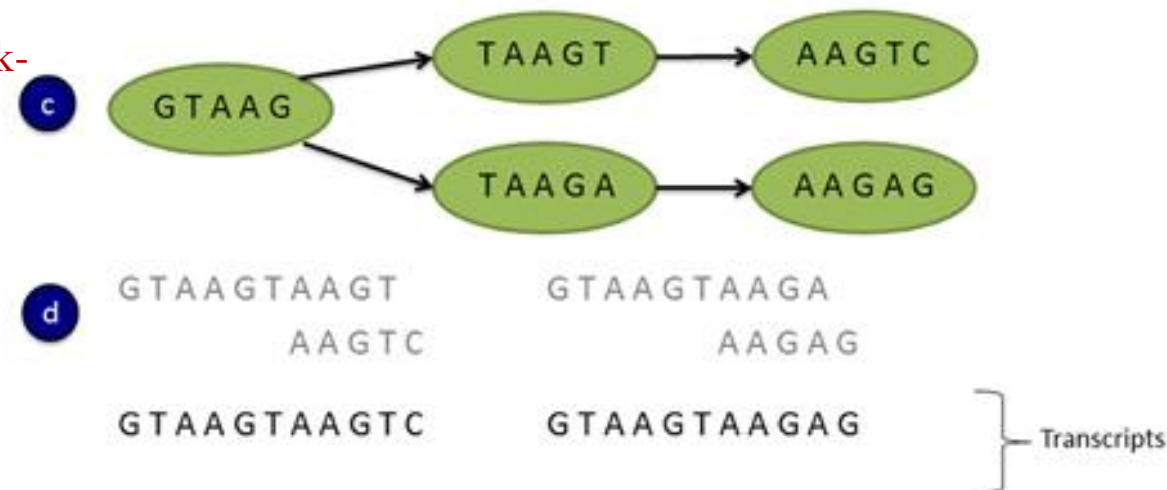 k-
c
GTAAG
TAAGT
AAGTC
TAAGA
AAGAG
d
GTAAGTAAGT GTAAGTAAGA
AAGTC AAGAG
GTAAGTAAGTC GTAAGTAAGAG
Transcripts